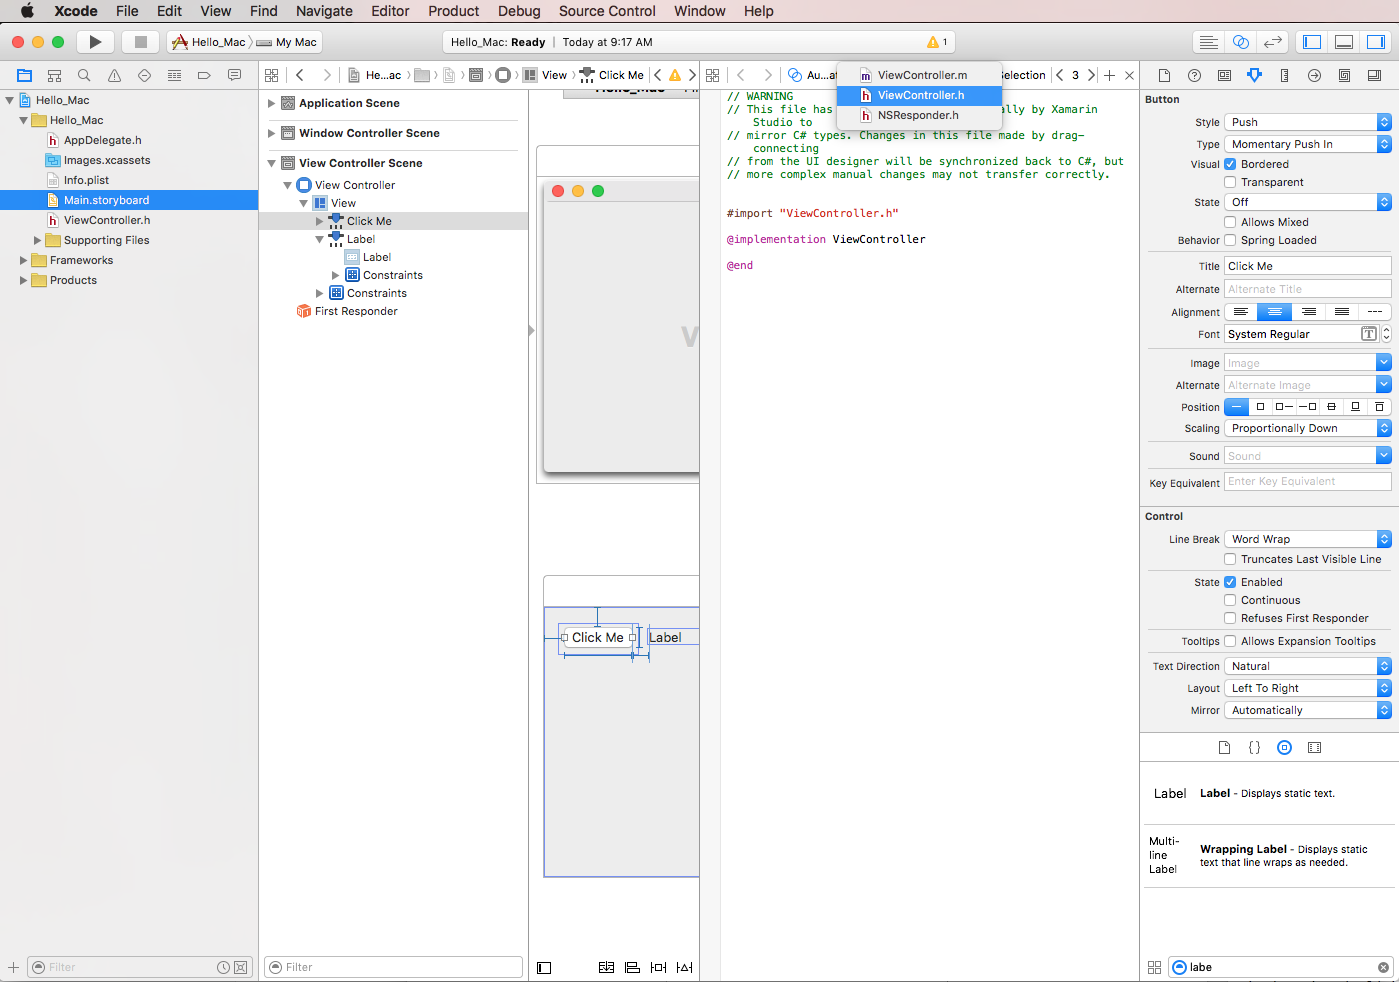 Xcode File Edit View Find Navigate Editor Product Debug Source Control Window Help
Hello_Mac My Mac
Hello_Mac: Ready | Today at 9:17 AM
1
He...ac View Click Me
Selection 3
ViewController.m
ViewController.h
NSResponder.h
Hello_Mac
Hello_Mac
AppDelegate.h
Images.xcassets
Info.plist
Main.storyboard
ViewController.h
Supporting Files
Frameworks
Products
Filter
Application Scene
Window Controller Scene
View Controller Scene
View Controller
View
Click Me
Label
Label
Constraints
Constraints
First Responder
Filter
Click Me
Label
// WARNING
// This file has
ally by Xamarin
Studio to
// mirror C# types. Changes in this file made by drag-
connecting
// from the UI designer will be synchronized back to C#, but
// more complex manual changes may not transfer correctly.
#import "ViewController.h"
@implementation ViewController
@end
Button
Style Push
Type Momentary Push In
Visual Bordered
Transparent
State Off
Allows Mixed
Behavior Spring Loaded
Title Click Me
Alternate Alternate Title
Alignment
Font System Regular
Image Image
Alternate Alternate Image
Position
Scaling Proportionally Down
Sound Sound
Key Equivalent Enter Key Equivalent
Control
Line Break Word Wrap
Truncates Last Visible Line
State Enabled
Continuous
Refuses First Responder
Tooltips Allows Expansion Tooltips
Text Direction Natural
Layout Left To Right
Mirror Automatically
Label Label - Displays static text.
Multi-
line
Label
Wrapping Label - Displays static
text that line wraps as needed.
labe